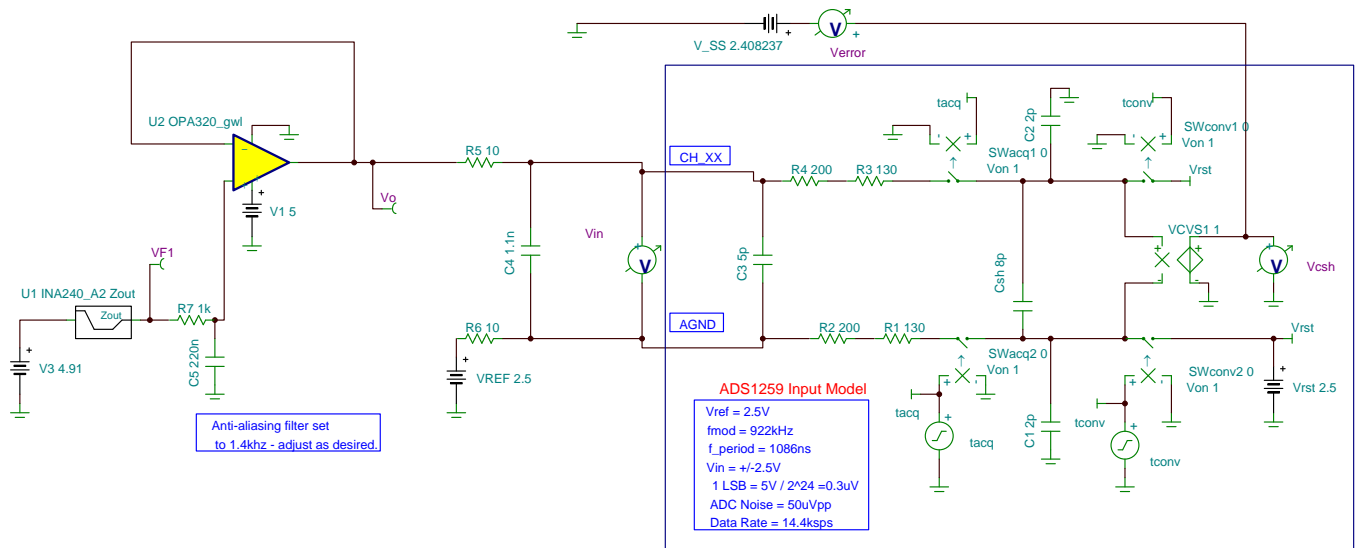 V_SS 2.408237
+
V
+
Verror
U2 OPA320_gwl
+
V1 5
Vo
VF1
U1 INA240_A2 Zout
Zout
R7 1k
C5 220n
+
V3 4.91
Anti-aliasing filter set
to 1.4khz - adjust as desired.
R5 10
C4 1.1n
Vin
+
V
R6 10
+
VREF 2.5
CH_XX
AGND
C3 5p
R4 200
R3 130
R2 200
R1 130
tacq
- +
SWacq1 0
Von 1
C2 2p
tconv
- +
SWconv1 0
Von 1
Vrst
Csh 8p
VCVS1 1
+ +
- -
+
V
Vcsh
Vrst
+
Vrst 2.5
SWacq2 0
Von 1
+ -
tacq
+
tacq
C1 2p
SWconv2 0
Von 1
+ -
tconv
+
tconv
ADS1259 Input Model
Vref = 2.5V
fmod = 922kHz
f_period = 1086ns
Vin = +/-2.5V
1 LSB = 5V / 2^24 =0.3uV
ADC Noise = 50uVpp
Data Rate = 14.4ksps